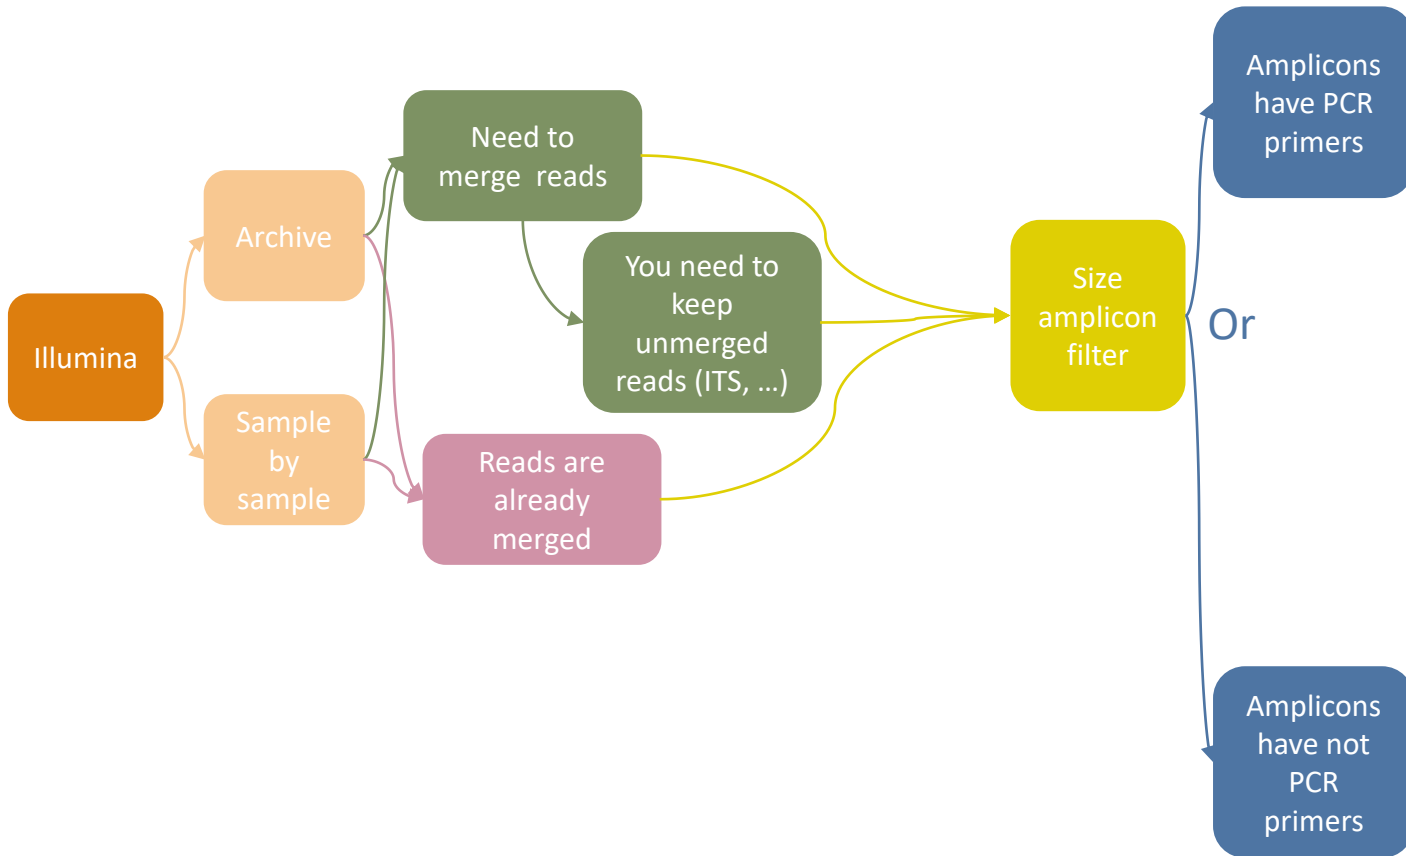 Illumina
Archive
Sample
by
sample
Need to
merge reads
You need to
keep
unmerged
reads (ITS, …)
Reads are
already
merged
Size
amplicon
filter
Or
Amplicons
have PCR
primers
Amplicons
have not
PCR
primers